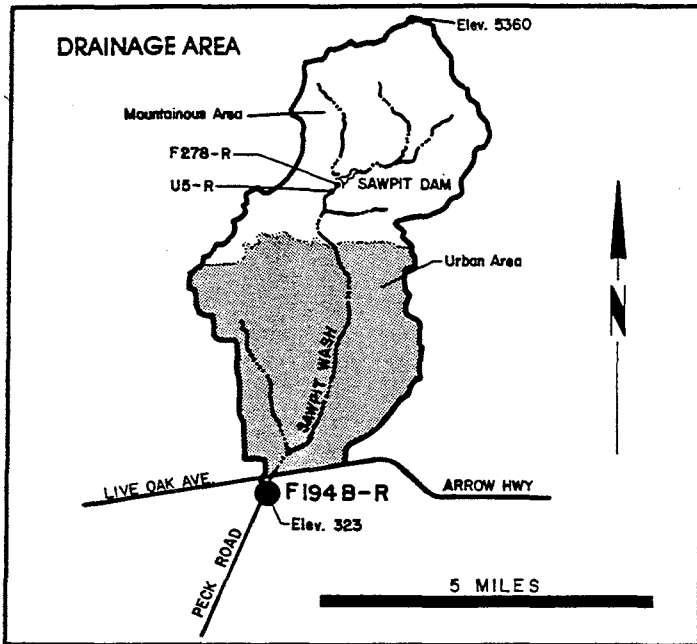 Elev. 5360
DRAINAGE AREA
Mountainous Area
F278-R
SAWPIT DAM
U5-R
Urban Area
N
SAWPIT WASH
LIVE OAK AVE.
F194B-R
ARROW HWY
Elev. 323
PECK ROAD
5 MILES